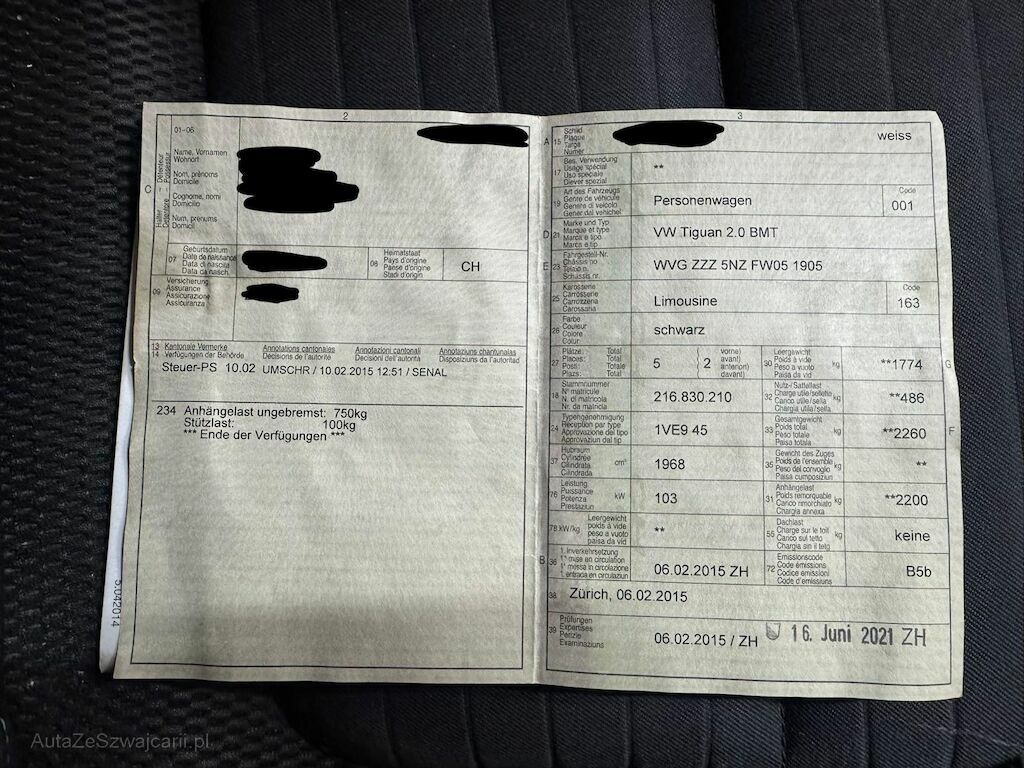 2
01-06
Name, Vornamen
Wohnort
Nom, prénoms
Domicile
Cognome, nomi
Domicilio
Num, prenums
Domicil
C
Halter – Détenteur
Detentore – Possessur
07
Geburtsdatum
Date de naissance
Data di nascita
Data da nasch.
08
Heimatstaat
Pays d'origine
Paese d'origine
Stadi d'origin
CH
09
Versicherung
Assurance
Assicurazione
Assicuranza
13 Kantonale Vermerke Annotations cantonales Annotazioni cantonali Annotaziuns chantunalas
14 Verfügungen der Behörde Décisions de l'autorité Decisioni dell'autorità Disposiziuns da l'autoritad
Steuer-PS 10.02 UMSCHR / 10.02.2015 12:51 / SENAL
234 Anhängelast ungebremst: 750kg
Stützlast: 100kg
*** Ende der Verfügungen ***
5042014
3
A 15 Schild
Plaque
Targa
Numer
weiss
17 Bes. Verwendung
Usage spécial
Uso speciale
Diever spezial
**
19 Art des Fahrzeugs
Genre de véhicule
Genere di veicolo
Gener dal vehichel
Personenwagen
Code
001
D 21 Marke und Typ
Marque et type
Marca e tipo
Marca e tip
VW Tiguan 2.0 BMT
E 23 Fahrgestell-Nr.
Châssis no
Telaio n.
Schassis nr.
WVG ZZZ 5NZ FW05 1905
25 Karosserie
Carrosserie
Carrozzeria
Carossaria
Limousine
Code
163
26 Farbe
Couleur
Colore
Colur
schwarz
27 Plätze: Total
Places: Total
Posti: Totale
Plazs: Total
5
2
vorne)
avant)
anteriori)
davant)
30 Leergewicht
Poids à vide
Peso a vuoto
Paisa da vid
kg
**1774
G
18 Stammnummer
N° matricule
N. di matricola
Nr. da matricla
216.830.210
32 Nutz-/Sattellast
Charge utile/sellette
Carico utile/sella
Chargia utila/sella
kg
**486
24 Typengenehmigung
Réception par type
Approvazione del tipo
Approvaziun dal tip
1VE9 45
33 Gesamtgewicht
Poids total
Peso totale
Paisa totala
kg
**2260
F
37 Hubraum
Cylindrée
Cilindrata
Cilindrada
cm³
1968
35 Gewicht des Zuges
Poids de l'ensemble
Peso del convoglio
Paisa cumposiziun
kg
**
76 Leistung
Puissance
Potenza
Prestaziun
kW
103
31 Anhängelast
Poids remorquable
Carico rimorchiato
Chargia annexa
kg
**2200
78 kW/kg
Leergewicht
poids à vide
peso a vuoto
paisa da vid
**
55 Dachlast
Charge sur le toit
Carico sul tetto
Chargia sin il tetg
kg
keine
B 36 1. Inverkehrsetzung
1re mise en circulation
1a messa in circolazione
1. entrada en circulaziun
06.02.2015 ZH
72 Emissionscode
Code émissions
Codice emissioni
Code d'emissiuns
B5b
38 Zürich, 06.02.2015
39 Prüfungen
Expertises
Perizie
Examinaziuns
06.02.2015 / ZH
16. Juni 2021 ZH
AutaZeSzwajcarii.pl